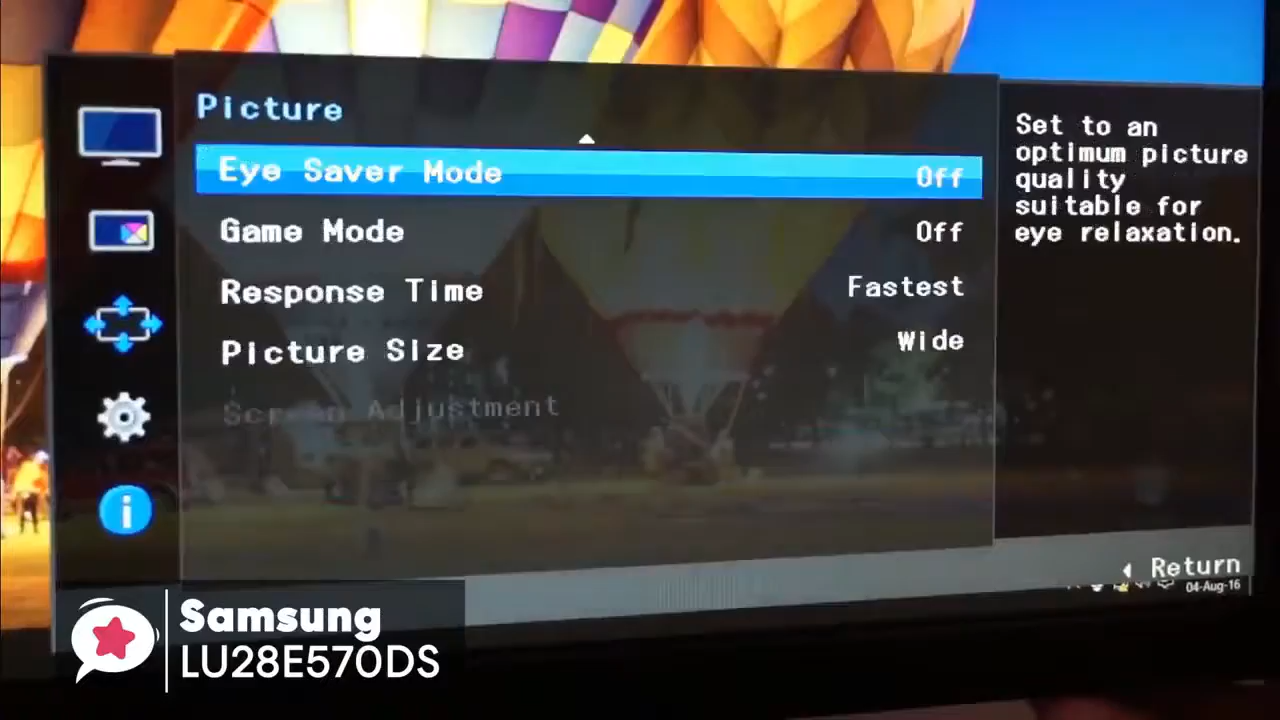 Picture
Eye Saver Mode Off
Game Mode Off
Response Time Fastest
Picture Size Wide
Screen Adjustment
Set to an
optimum picture
quality
suitable for
eye relaxation.
Return
04-Aug-16
Samsung
LU28E570DS